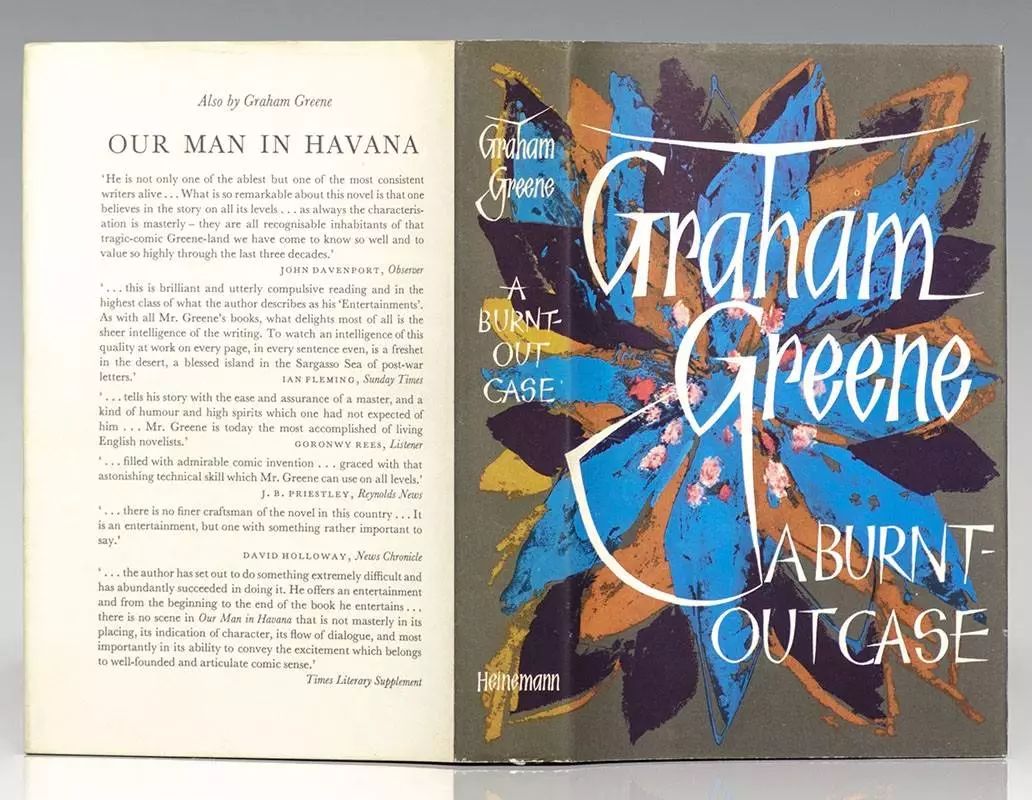 Also by Graham Greene
OUR MAN IN HAVANA
‘He is not only one of the ablest but one of the most consistent
writers alive . . . What is so remarkable about this novel is that one
believes in the story on all its levels . . . as always the characteris-
ation is masterly – they are all recognisable inhabitants of that
tragic-comic Greene-land we have come to know so well and to
value so highly through the last three decades.’
JOHN DAVENPORT, Observer
‘. . . this is brilliant and utterly compulsive reading and in the
highest class of what the author describes as his ‘Entertainments’.
As with all Mr. Greene’s books, what delights most of all is the
sheer intelligence of the writing. To watch an intelligence of this
quality at work on every page, in every sentence even, is a freshet
in the desert, a blessed island in the Sargasso Sea of post-war
letters.’ IAN FLEMING, Sunday Times
‘. . . tells his story with the ease and assurance of a master, and a
kind of humour and high spirits which one had not expected of
him . . . Mr. Greene is today the most accomplished of living
English novelists.’ GORONWY REES, Listener
‘. . . filled with admirable comic invention . . . graced with that
astonishing technical skill which Mr. Greene can use on all levels.’
J. B. PRIESTLEY, Reynolds News
‘. . . there is no finer craftsman of the novel in this country . . . It
is an entertainment, but one with something rather important to
say.’
DAVID HOLLOWAY, News Chronicle
‘. . . the author has set out to do something extremely difficult and
has abundantly succeeded in doing it. He offers an entertainment
and from the beginning to the end of the book he entertains . . .
there is no scene in Our Man in Havana that is not masterly in its
placing, its indication of character, its flow of dialogue, and most
importantly in its ability to convey the excitement which belongs
to well-founded and articulate comic sense.’
Times Literary Supplement
Graham
Greene
A
BURNT-
OUT
CASE
Heinemann
Graham
Greene
A BURNT-
OUT CASE